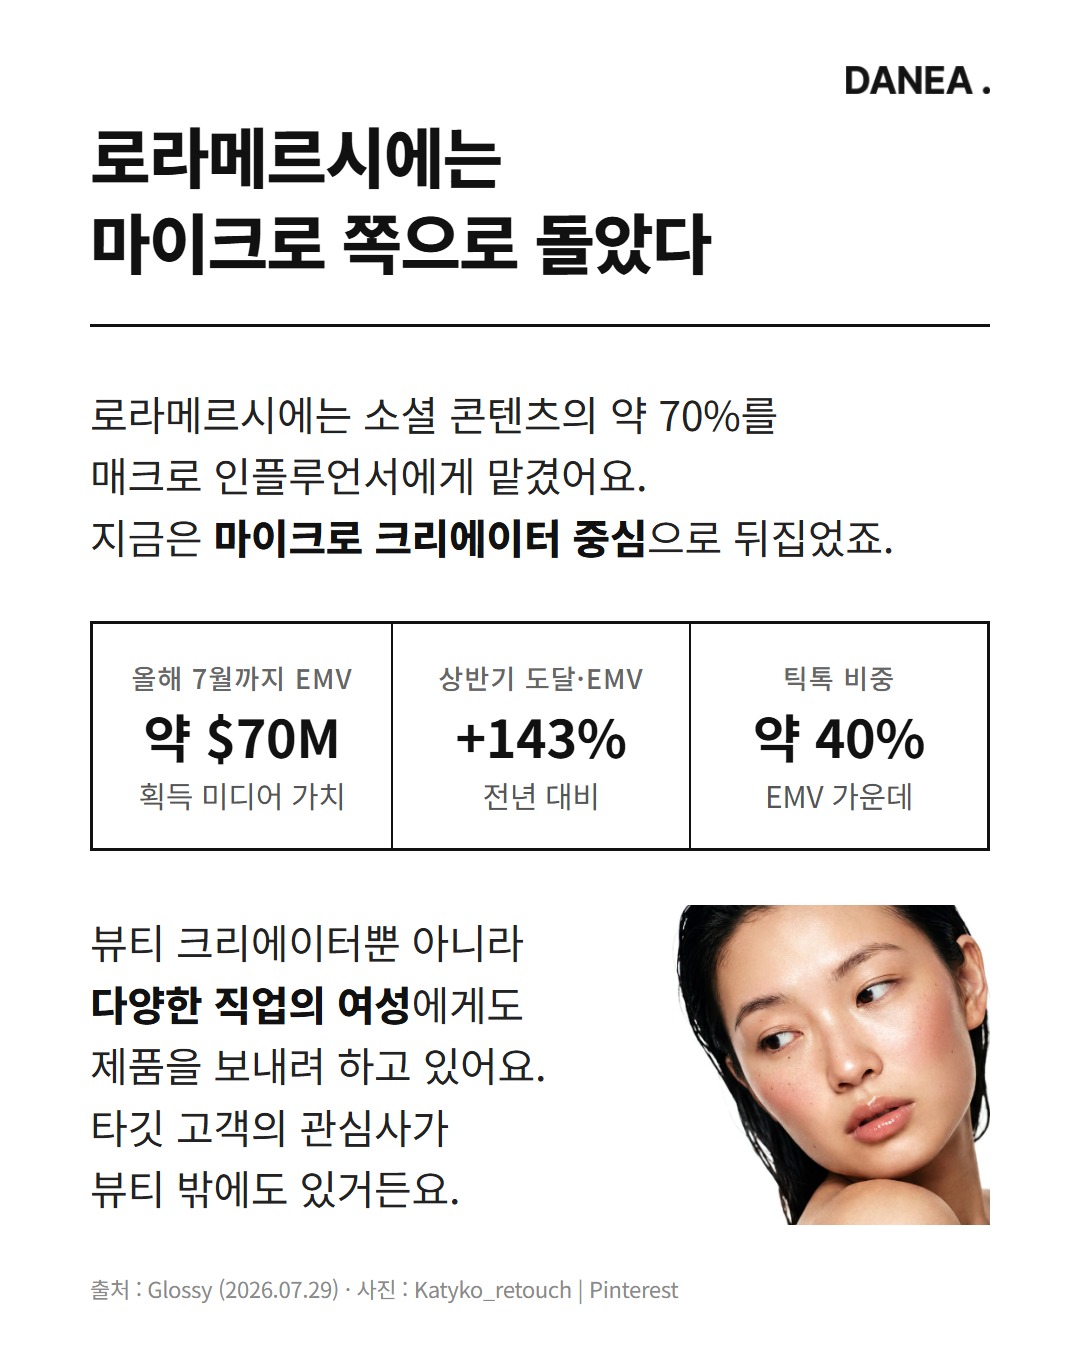 DANEA .
로라메르시에는
마이크로 쪽으로 돌았다
로라메르시에는 소셜 콘텐츠의 약 70%를
매크로 인플루언서에게 맡겼어요.
지금은 마이크로 크리에이터 중심으로 뒤집었죠.
올해 7월까지 EMV
약 $70M
획득 미디어 가치
상반기 도달·EMV
+143%
전년 대비
틱톡 비중
약 40%
EMV 가운데
뷰티 크리에이터뿐 아니라
다양한 직업의 여성에게도
제품을 보내려 하고 있어요.
타깃 고객의 관심사가
뷰티 밖에도 있거든요.
출처 : Glossy (2026.07.29) · 사진 : Katyko_retouch | Pinterest